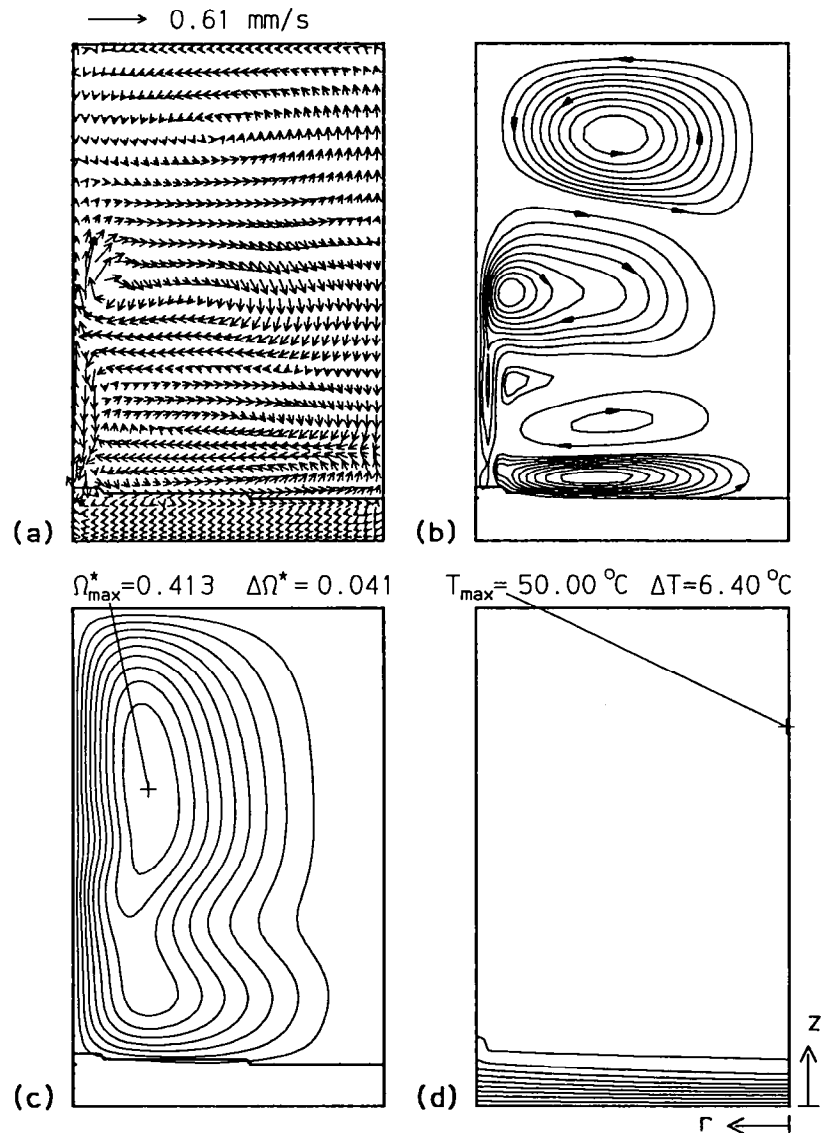 0.61 mm/s
(a) (b)
Ω*max=0.413 ΔΩ*= 0.041 Tmax= 50.00 °C ΔT=6.40 °C
z
(c) (d)
r